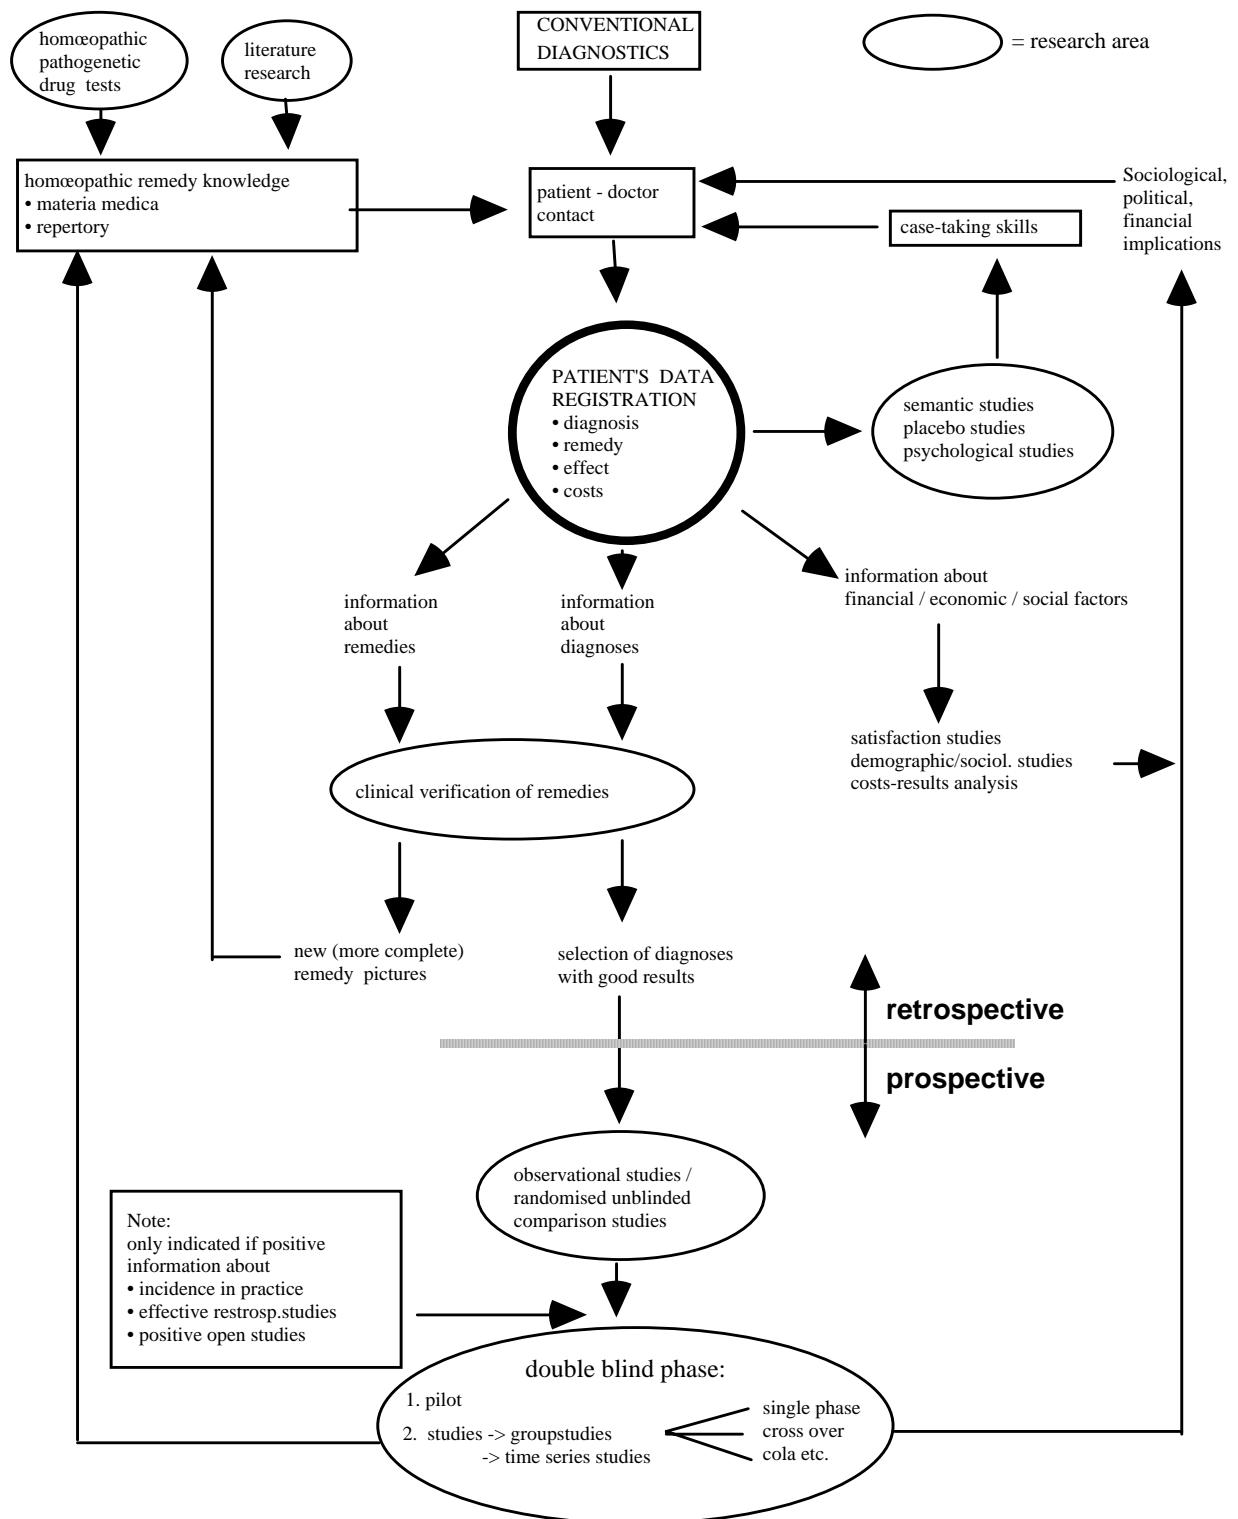 homœopathic
pathogenetic
drug tests
literature
research
CONVENTIONAL
DIAGNOSTICS
= research area
homœopathic remedy knowledge
• materia medica
• repertory
patient - doctor
contact
Sociological,
political,
financial
implications
case-taking skills
PATIENT'S DATA
REGISTRATION
• diagnosis
• remedy
• effect
• costs
semantic studies
placebo studies
psychological studies
information
about
remedies
information
about
diagnoses
information about
financial / economic / social factors
satisfaction studies
demographic/sociol. studies
costs-results analysis
clinical verification of remedies
new (more complete)
remedy pictures
selection of diagnoses
with good results
retrospective
prospective
observational studies /
randomised unblinded
comparison studies
Note:
only indicated if positive
information about
• incidence in practice
• effective restrosp.studies
• positive open studies
double blind phase:
1. pilot
2. studies -> groupstudies
-> time series studies
single phase
cross over
cola etc.